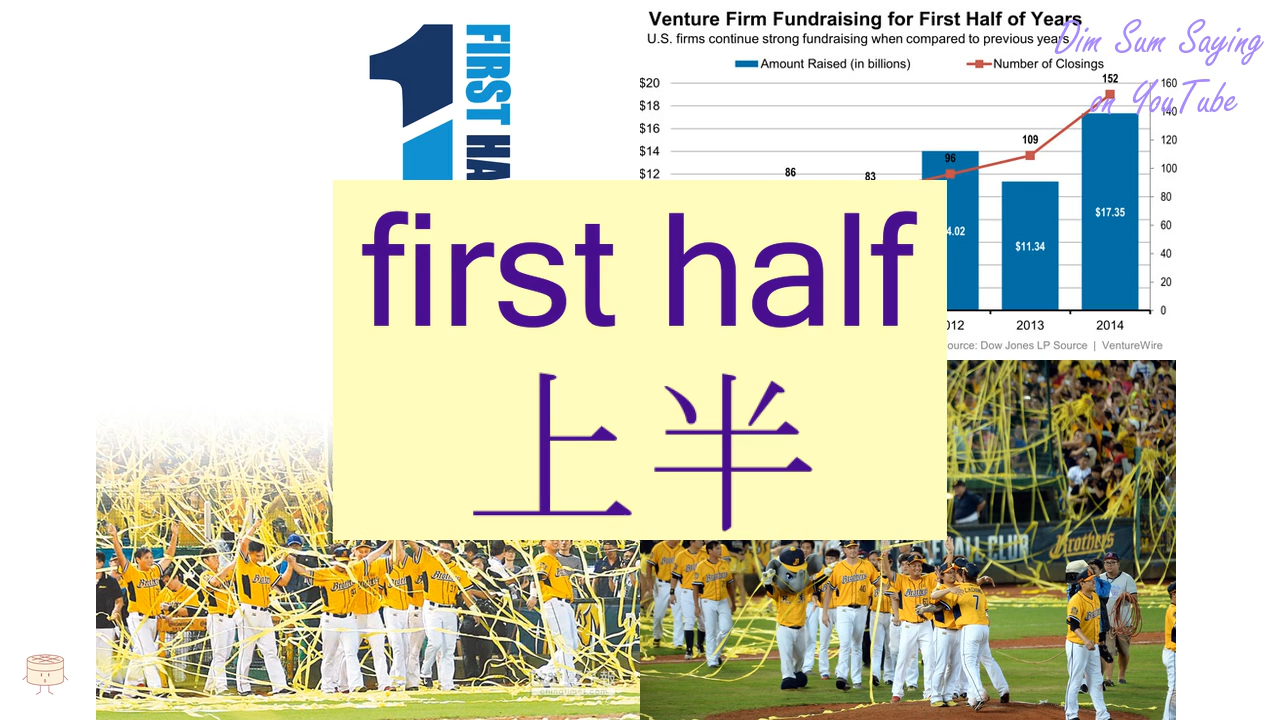 Venture Firm Fundraising for First Half of Years
U.S. firms continue strong fundraising when compared to previous years
Dim Sum Saying
on YouTube
Amount Raised (in billions)
Number of Closings
FIRST HA
1
$20
$18
$16
$14
$12
160
140
120
100
80
60
40
20
0
86
83
96
109
152
4.02
$11.34
$17.35
012
2013
2014
ource: Dow Jones LP Source | VentureWire
first half
上半
Brothers
40
7